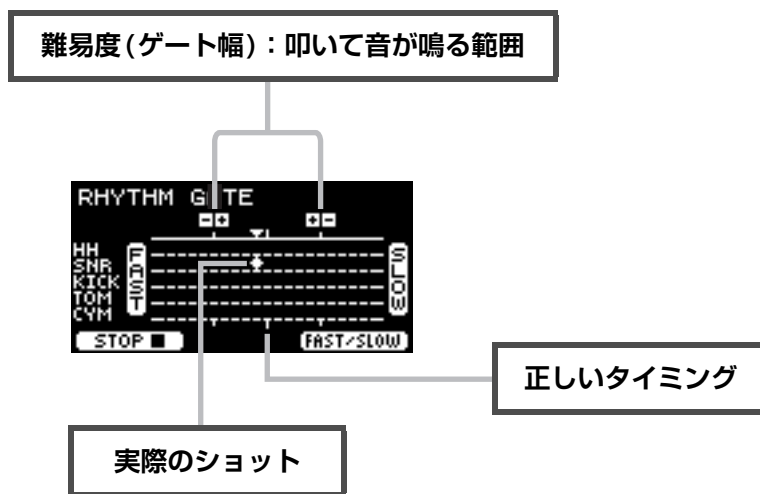 難易度(ゲート幅):叩いて音が鳴る範囲
RHYTHM G TE
HH
SNR
KICK
TOM
CYM
FAST
SLOW
STOP
FAST/SLOW
正しいタイミング
実際のショット